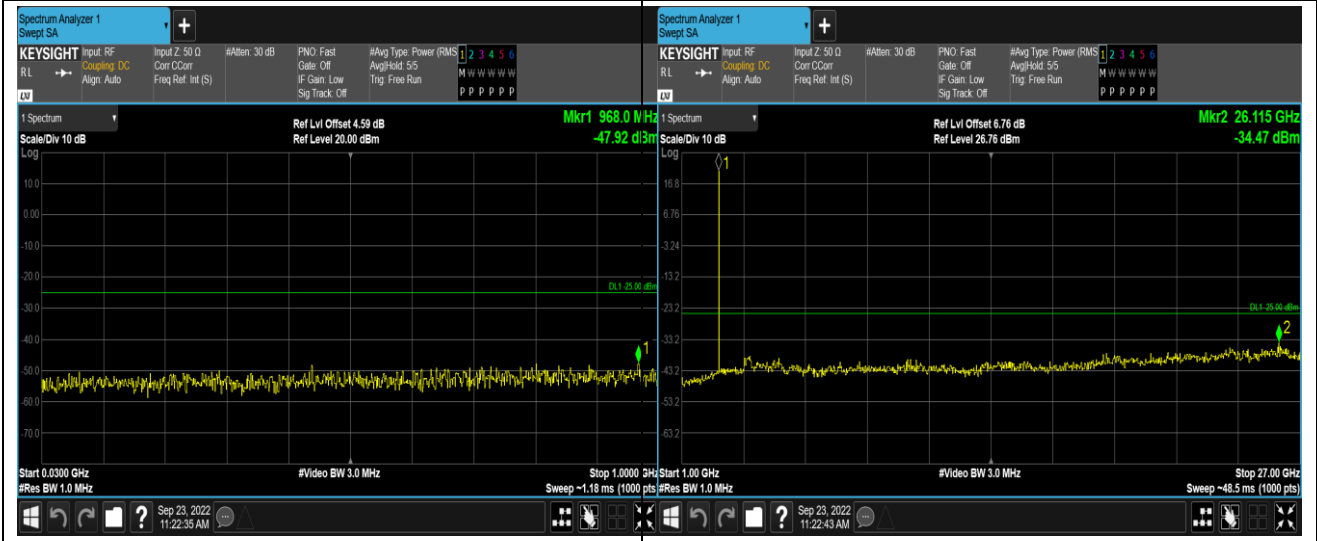 Spectrum Analyzer 1
Swept SA
+
KEYSIGHT
RL
LXI
Input: RF
Coupling: DC
Align: Auto
Input Z: 50 Ω
Corr CCorr
Freq Ref: Int (S)
#Atten: 30 dB
PNO: Fast
Gate: Off
IF Gain: Low
Sig Track: Off
#Avg Type: Power (RMS
Avg|Hold: 5/5
Trig: Free Run
1 2 3 4 5 6
M W W W W W
P P P P P P
1 Spectrum
Scale/Div 10 dB
Log
Ref Lvl Offset 4.59 dB
Ref Level 20.00 dBm
Mkr1 968.0 MHz
-47.92 dBm
10.0
0.00
-10.0
-20.0
DL1 -25.00 dBm
-30.0
-40.0
1
-50.0
-60.0
-70.0
Start 0.0300 GHz
#Res BW 1.0 MHz
#Video BW 3.0 MHz
Stop 1.0000 GHz
Sweep ~1.18 ms (1000 pts)
?
Sep 23, 2022
11:22:35 AM
Spectrum Analyzer 1
Swept SA
+
KEYSIGHT
RL
LXI
Input: RF
Coupling: DC
Align: Auto
Input Z: 50 Ω
Corr CCorr
Freq Ref: Int (S)
#Atten: 30 dB
PNO: Fast
Gate: Off
IF Gain: Low
Sig Track: Off
#Avg Type: Power (RMS
Avg|Hold: 5/5
Trig: Free Run
1 2 3 4 5 6
M W W W W W
P P P P P P
1 Spectrum
Scale/Div 10 dB
Log
Ref Lvl Offset 6.76 dB
Ref Level 26.76 dBm
Mkr2 26.115 GHz
-34.47 dBm
1
16.8
6.76
-3.24
-13.2
-23.2
DL1 -25.00 dBm
2
-33.2
-43.2
-53.2
-63.2
Start 1.00 GHz
#Res BW 1.0 MHz
#Video BW 3.0 MHz
Stop 27.00 GHz
Sweep ~48.5 ms (1000 pts)
?
Sep 23, 2022
11:22:43 AM